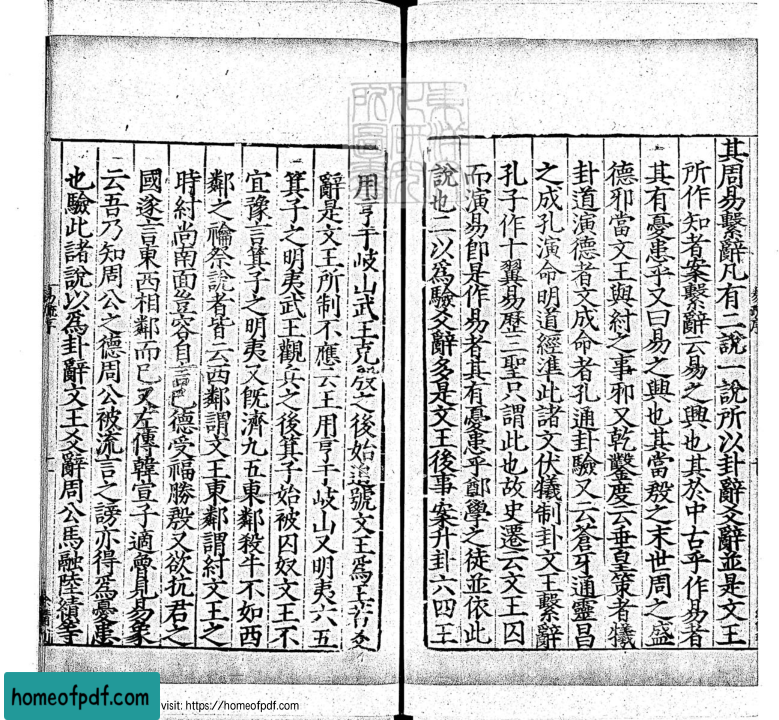 其周易繫辭凡有二說一說所以卦辭爻辭並是文王
所作知者案繫辭云易之興也其於中古乎作易者
其有憂患乎又曰易之興也其當殷之末世周之盛
德邪當文王與紂之事邪又乾鑿度云垂皇策者犧
卦道演德者文成命者孔通卦驗又云蒼牙通靈昌
之成孔演命明道經準此諸文伏犧制卦文王繫辭
孔子作十翼易歷三聖只謂此也故史遷云文王囚
而演易即是作易者其有憂患乎鄭學之徒並依此
說也二以為驗爻辭多是文王後事案升卦六四王
用亨于岐山武王克殷之後始追號文王為王若爻
辭是文王所制不應云王用亨于岐山又明夷六五
箕子之明夷武王觀兵之後箕子始被囚奴文王不
宜豫言箕子之明夷又既濟九五東鄰殺牛不如西
鄰之禴祭說者皆云西鄰謂文王東鄰謂紂文王之
時紂尚南面豈容自言己德受福勝殷又欲抗君之
國遂言東西相鄰而已又左傳韓宣子適魯見易象
云吾乃知周公之德周公被流言之謗亦得為憂患
也驗此諸說以為卦辭文王爻辭周公馬融陸績等
homeofpdf.com
visit: https://homeofpdf.com